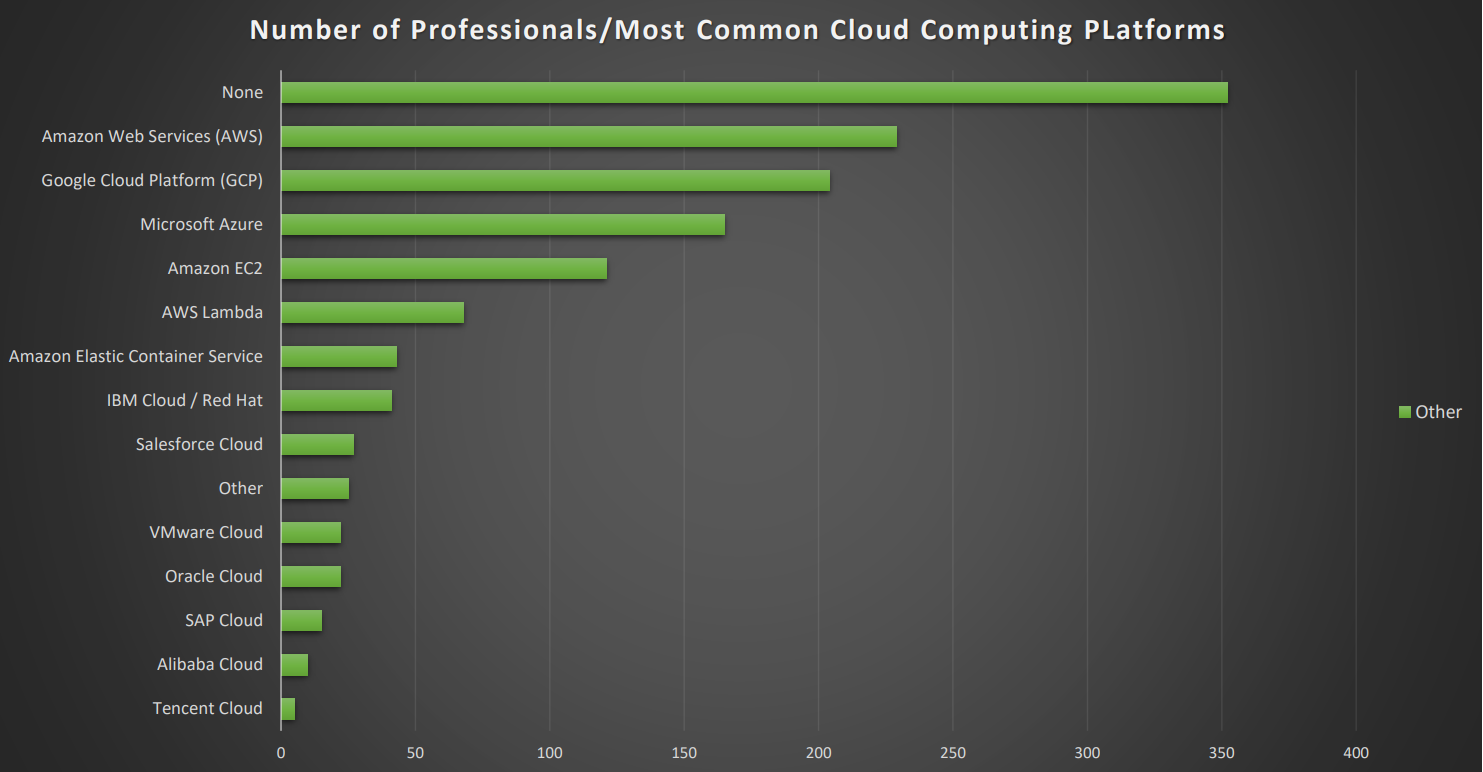 Number of Professionals/Most Common Cloud Computing PLatforms
None
Amazon Web Services (AWS)
Google Cloud Platform (GCP)
Microsoft Azure
Amazon EC2
AWS Lambda
Amazon Elastic Container Service
IBM Cloud / Red Hat
Salesforce Cloud
Other
VMware Cloud
Oracle Cloud
SAP Cloud
Alibaba Cloud
Tencent Cloud
0 50 100 150 200 250 300 350 400
Other